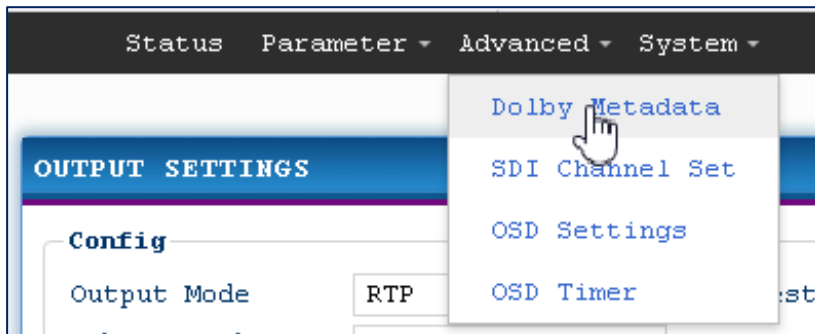 Status Parameter Advanced System
Dolby Metadata
OUTPUT SETTINGS
SDI Channel Set
Config
OSD Settings
Output Mode RTP
OSD Timer